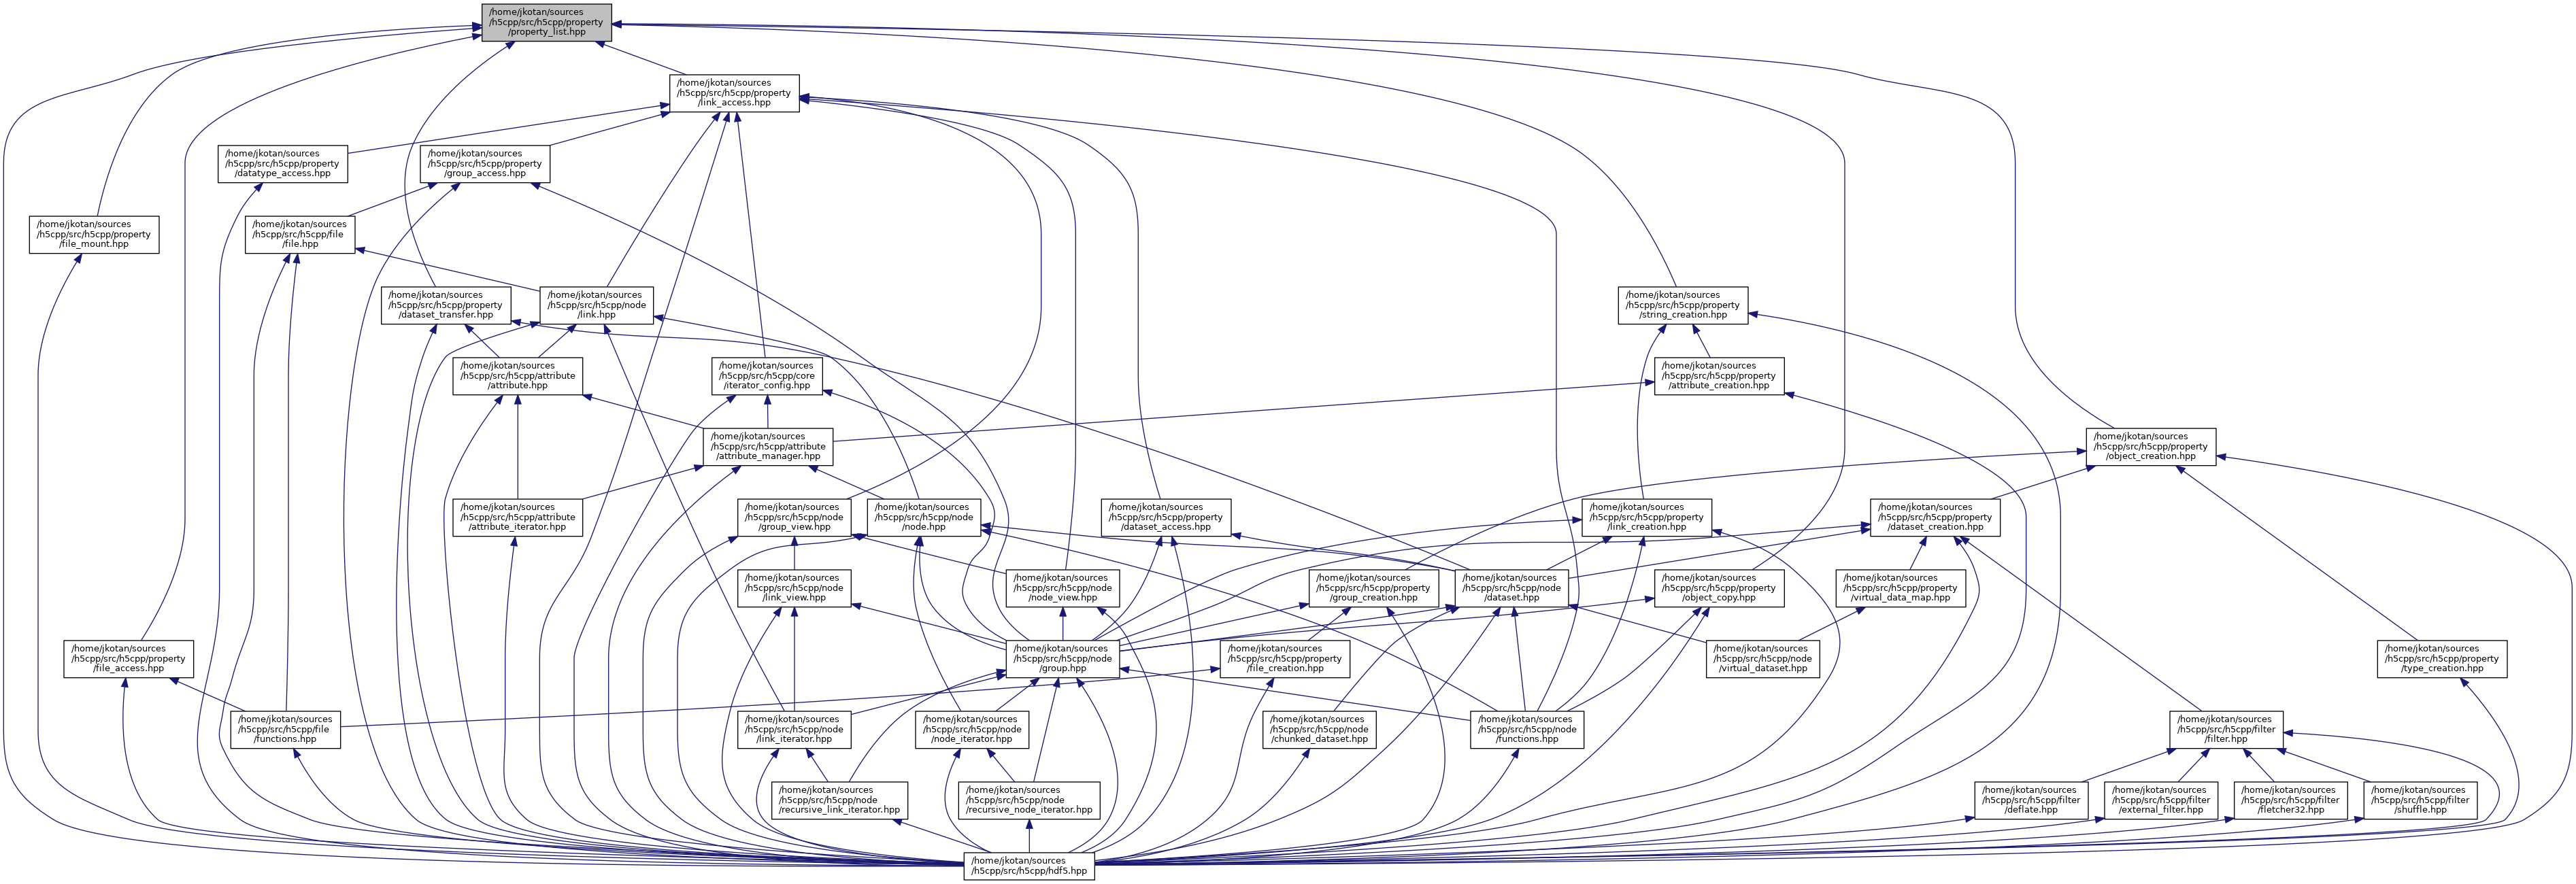 /home/jkotan/sources
/h5cpp/src/h5cpp/property
/property_list.hpp
/home/jkotan/sources
/h5cpp/src/h5cpp/property
/link_access.hpp
/home/jkotan/sources
/h5cpp/src/h5cpp/property
/datatype_access.hpp
/home/jkotan/sources
/h5cpp/src/h5cpp/property
/group_access.hpp
/home/jkotan/sources
/h5cpp/src/h5cpp/property
/file_mount.hpp
/home/jkotan/sources
/h5cpp/src/h5cpp/file
/file.hpp
/home/jkotan/sources
/h5cpp/src/h5cpp/property
/dataset_transfer.hpp
/home/jkotan/sources
/h5cpp/src/h5cpp/node
/link.hpp
/home/jkotan/sources
/h5cpp/src/h5cpp/property
/string_creation.hpp
/home/jkotan/sources
/h5cpp/src/h5cpp/attribute
/attribute.hpp
/home/jkotan/sources
/h5cpp/src/h5cpp/core
/iterator_config.hpp
/home/jkotan/sources
/h5cpp/src/h5cpp/property
/attribute_creation.hpp
/home/jkotan/sources
/h5cpp/src/h5cpp/attribute
/attribute_manager.hpp
/home/jkotan/sources
/h5cpp/src/h5cpp/property
/object_creation.hpp
/home/jkotan/sources
/h5cpp/src/h5cpp/attribute
/attribute_iterator.hpp
/home/jkotan/sources
/h5cpp/src/h5cpp/node
/group_view.hpp
/home/jkotan/sources
/h5cpp/src/h5cpp/node
/node.hpp
/home/jkotan/sources
/h5cpp/src/h5cpp/property
/dataset_access.hpp
/home/jkotan/sources
/h5cpp/src/h5cpp/property
/link_creation.hpp
/home/jkotan/sources
/h5cpp/src/h5cpp/property
/dataset_creation.hpp
/home/jkotan/sources
/h5cpp/src/h5cpp/node
/link_view.hpp
/home/jkotan/sources
/h5cpp/src/h5cpp/node
/node_view.hpp
/home/jkotan/sources
/h5cpp/src/h5cpp/property
/group_creation.hpp
/home/jkotan/sources
/h5cpp/src/h5cpp/node
/dataset.hpp
/home/jkotan/sources
/h5cpp/src/h5cpp/property
/object_copy.hpp
/home/jkotan/sources
/h5cpp/src/h5cpp/property
/virtual_data_map.hpp
/home/jkotan/sources
/h5cpp/src/h5cpp/property
/file_access.hpp
/home/jkotan/sources
/h5cpp/src/h5cpp/node
/group.hpp
/home/jkotan/sources
/h5cpp/src/h5cpp/property
/file_creation.hpp
/home/jkotan/sources
/h5cpp/src/h5cpp/node
/virtual_dataset.hpp
/home/jkotan/sources
/h5cpp/src/h5cpp/property
/type_creation.hpp
/home/jkotan/sources
/h5cpp/src/h5cpp/file
/functions.hpp
/home/jkotan/sources
/h5cpp/src/h5cpp/node
/link_iterator.hpp
/home/jkotan/sources
/h5cpp/src/h5cpp/node
/node_iterator.hpp
/home/jkotan/sources
/h5cpp/src/h5cpp/node
/chunked_dataset.hpp
/home/jkotan/sources
/h5cpp/src/h5cpp/node
/functions.hpp
/home/jkotan/sources
/h5cpp/src/h5cpp/filter
/filter.hpp
/home/jkotan/sources
/h5cpp/src/h5cpp/node
/recursive_link_iterator.hpp
/home/jkotan/sources
/h5cpp/src/h5cpp/node
/recursive_node_iterator.hpp
/home/jkotan/sources
/h5cpp/src/h5cpp/filter
/deflate.hpp
/home/jkotan/sources
/h5cpp/src/h5cpp/filter
/external_filter.hpp
/home/jkotan/sources
/h5cpp/src/h5cpp/filter
/fletcher32.hpp
/home/jkotan/sources
/h5cpp/src/h5cpp/filter
/shuffle.hpp
/home/jkotan/sources
/h5cpp/src/h5cpp/hdf5.hpp